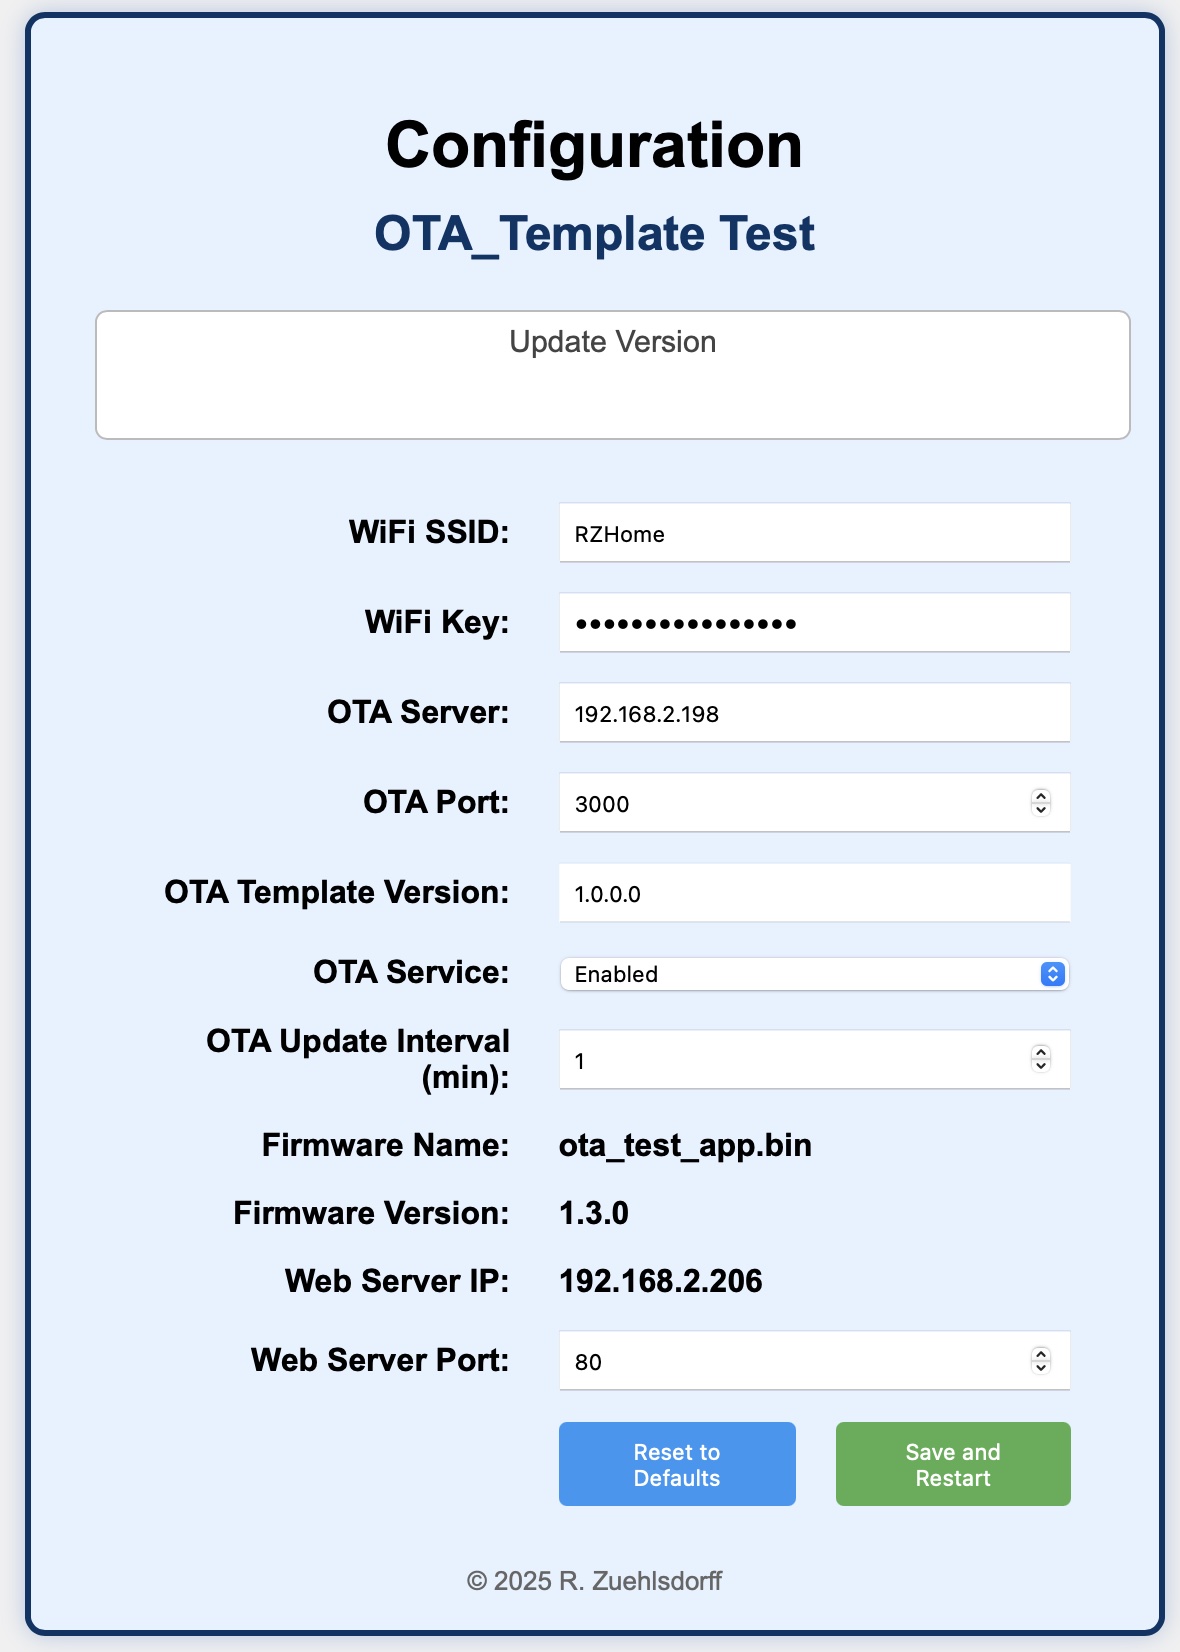 Configuration
OTA_Template Test
Update Version
WiFi SSID: RZHome
WiFi Key: ••••••••••••••••
OTA Server: 192.168.2.198
OTA Port: 3000
OTA Template Version: 1.0.0.0
OTA Service: Enabled
OTA Update Interval
(min): 1
Firmware Name: ota_test_app.bin
Firmware Version: 1.3.0
Web Server IP: 192.168.2.206
Web Server Port: 80
Reset to
Defaults
Save and
Restart
© 2025 R. Zuehlsdorff